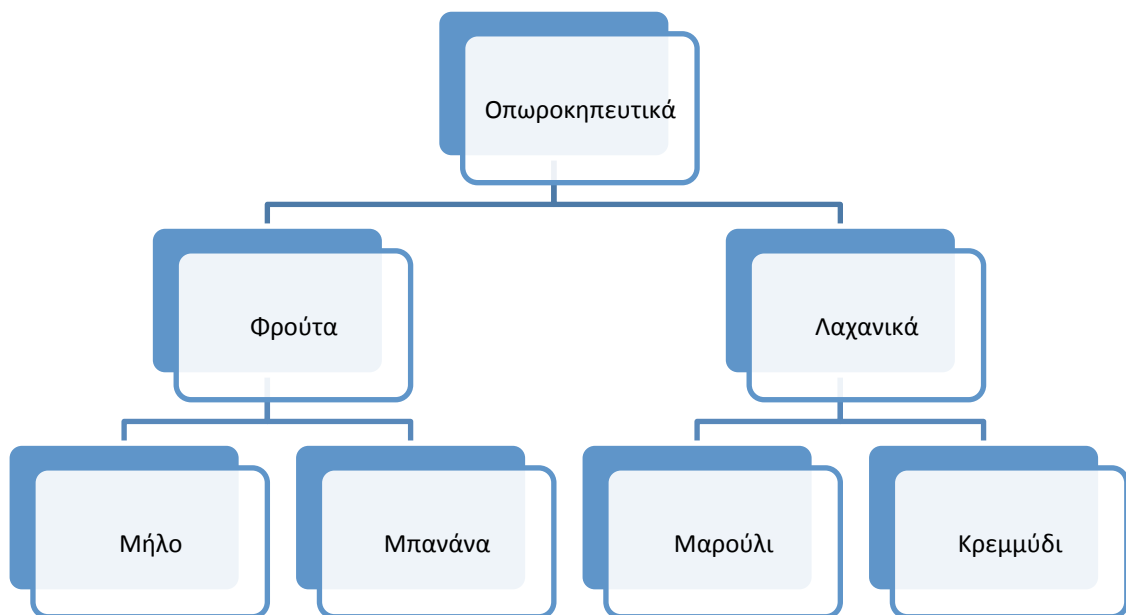 Οπωροκηπευτικά
Φρούτα
Λαχανικά
Μήλο
Μπανάνα
Μαρούλι
Κρεμμύδι